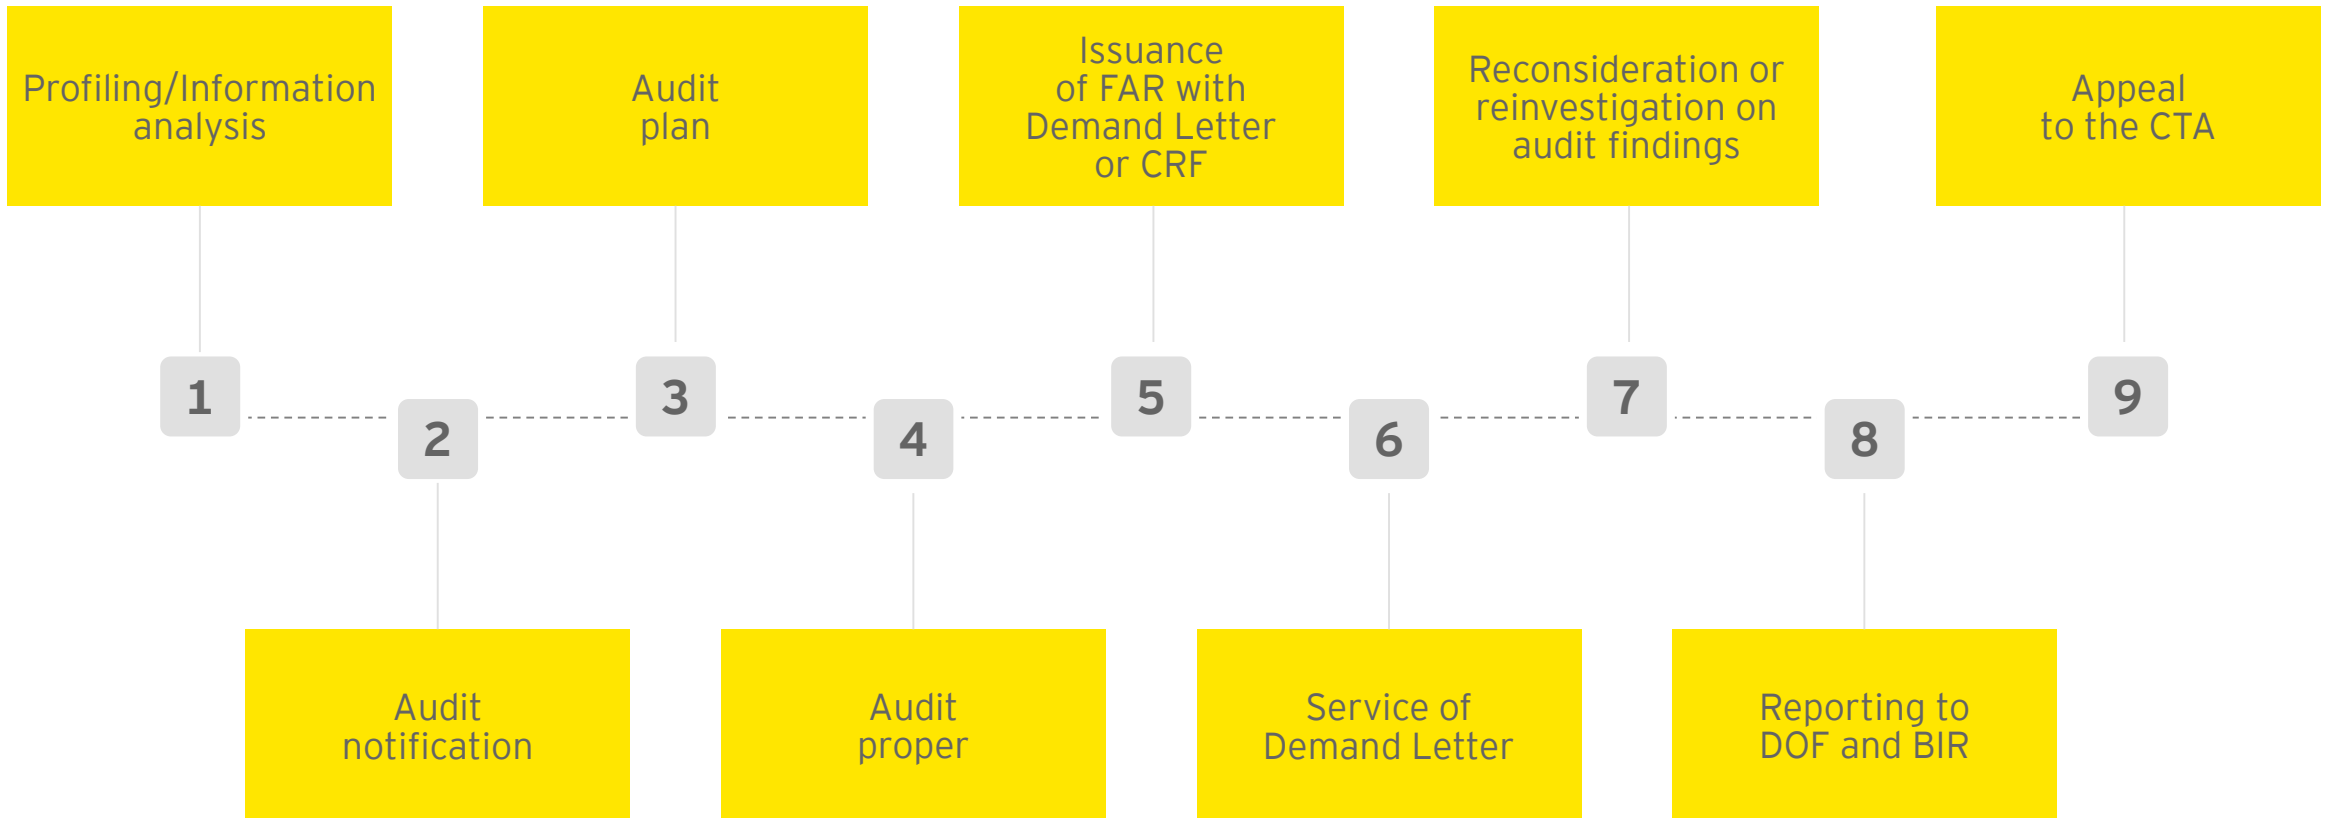 Profiling/Information
analysis
Audit
plan
Issuance
of FAR with
Demand Letter
or CRF
Reconsideration or
reinvestigation on
audit findings
Appeal
to the CTA
1
2
3
4
5
6
7
8
9
Audit
notification
Audit
proper
Service of
Demand Letter
Reporting to
DOF and BIR